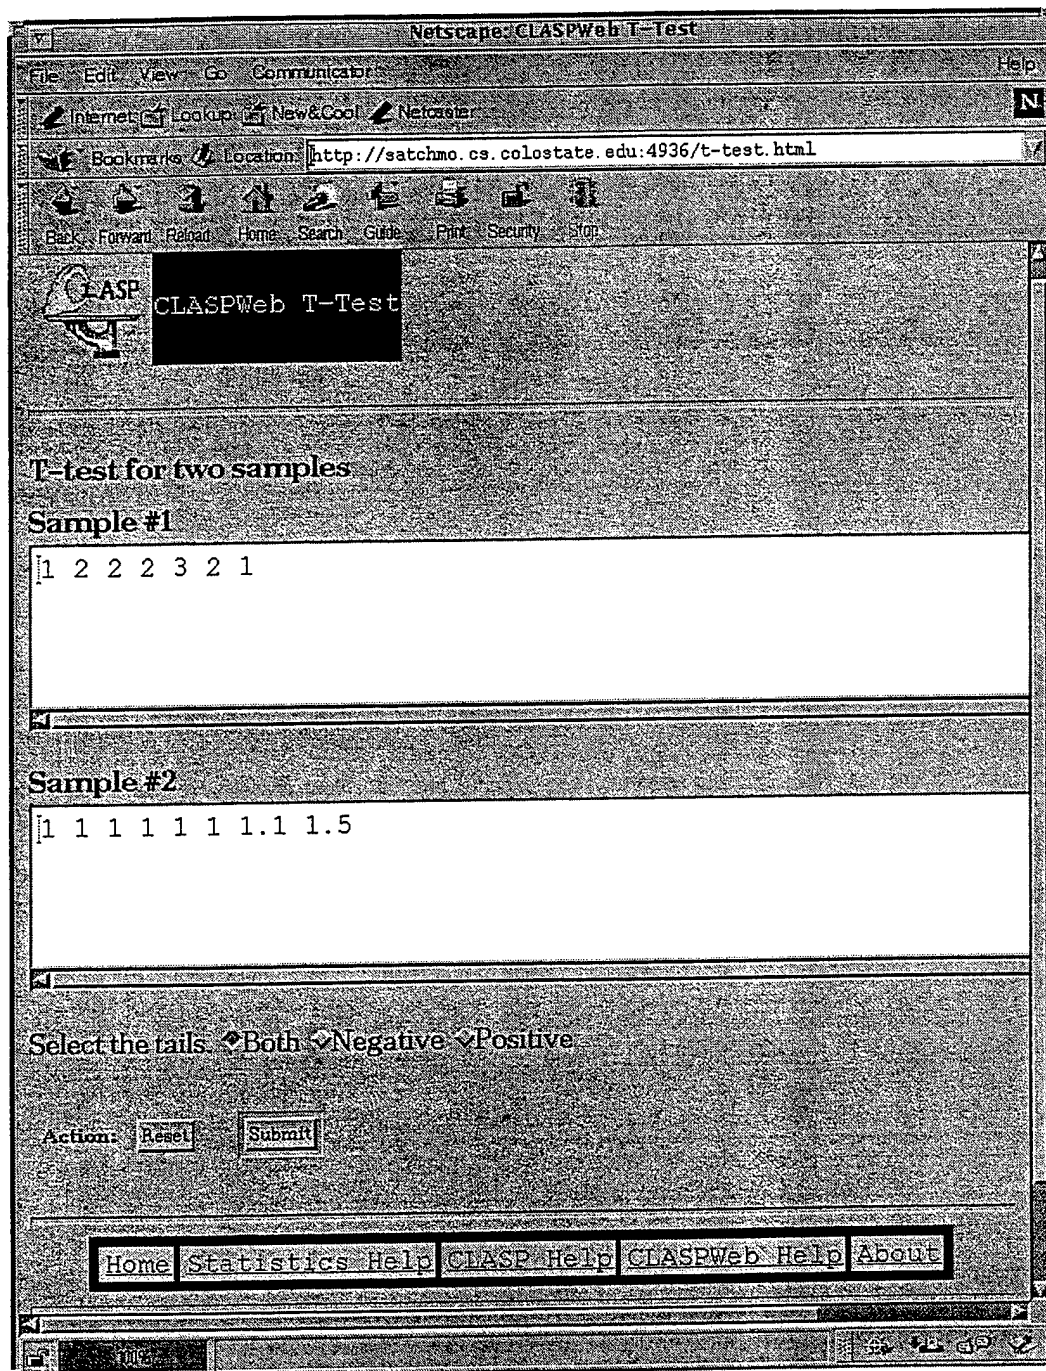 Netscape: CLASPWeb T-Test
File Edit View Go Communicator Help
Internet Lookup New&Cool Netcaster
N
Bookmarks Location: http://satchmo.cs.colostate.edu:4936/t-test.html
Back Forward Reload Home Search Guide Print Security Stop
CLASP
CLASPWeb T-Test
T-test for two samples
Sample #1
1 2 2 2 3 2 1
Sample #2
1 1 1 1 1 1 1.1 1.5
Select the tails. Both Negative Positive
Action: Reset Submit
Home Statistics Help CLASP Help CLASPWeb Help About